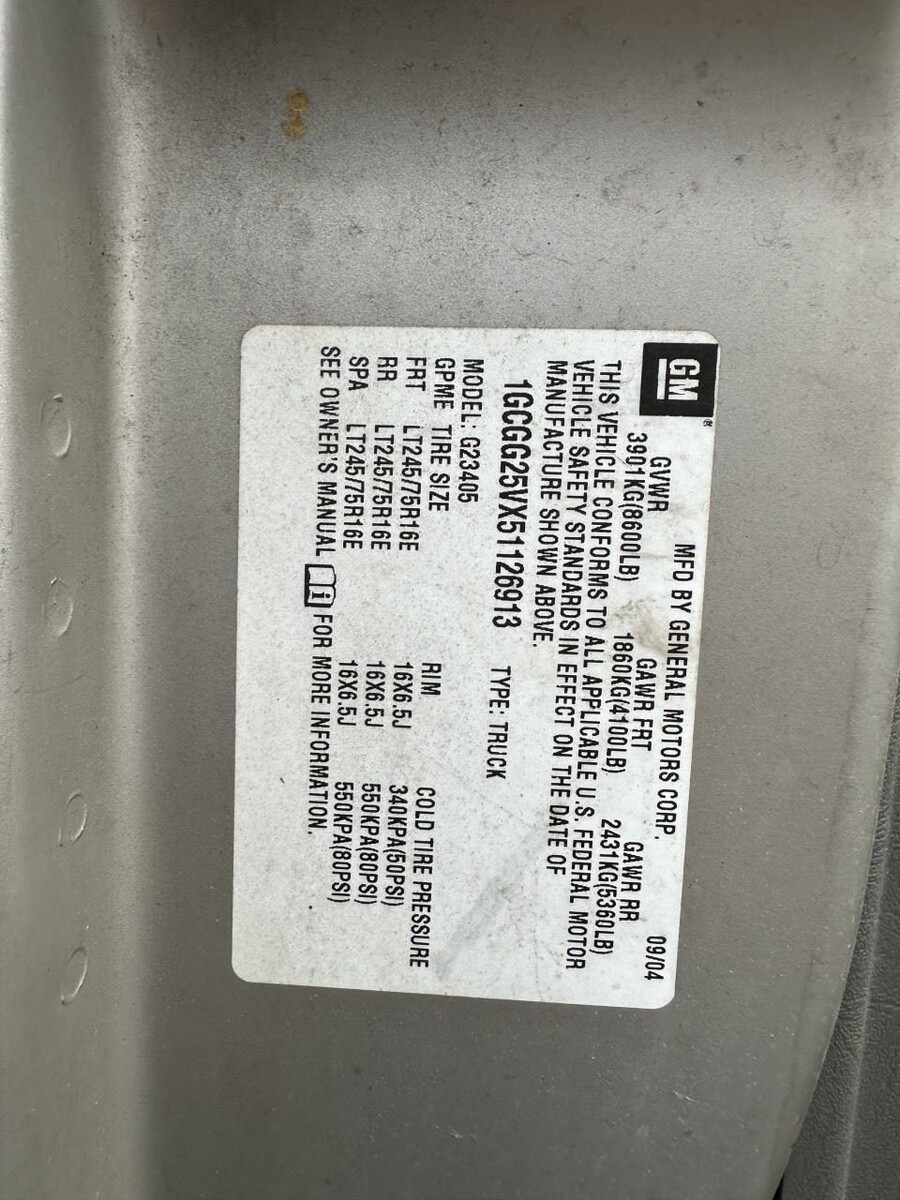 GM®
MFD BY GENERAL MOTORS CORP.
09/04
GVWR GAWR FRT GAWR RR
3901KG(8600LB) 1860KG(4100LB) 2431KG(5360LB)
THIS VEHICLE CONFORMS TO ALL APPLICABLE U.S. FEDERAL MOTOR
VEHICLE SAFETY STANDARDS IN EFFECT ON THE DATE OF
MANUFACTURE SHOWN ABOVE.
1GCGG25VX51126913 TYPE: TRUCK
MODEL: G23405
GPME TIRE SIZE RIM COLD TIRE PRESSURE
FRT LT245/75R16E 16X6.5J 340KPA(50PSI)
RR LT245/75R16E 16X6.5J 550KPA(80PSI)
SPA LT245/75R16E 16X6.5J 550KPA(80PSI)
SEE OWNER'S MANUAL i FOR MORE INFORMATION.